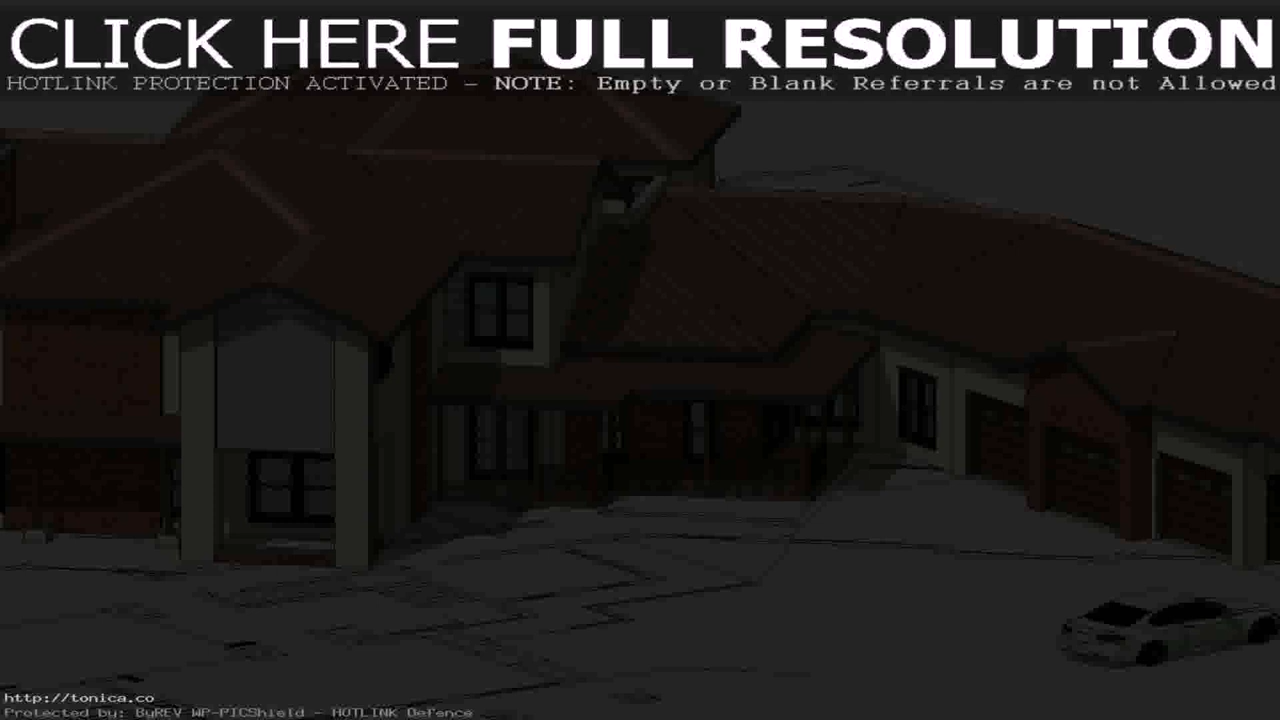 CLICK HERE FULL RESOLUTION
HOTLINK PROTECTION ACTIVATED - NOTE: Empty or Blank Referrals are not Allowed
http://tonica.co
Protected by: ByREV WP-PICShield - HOTLINK Defence